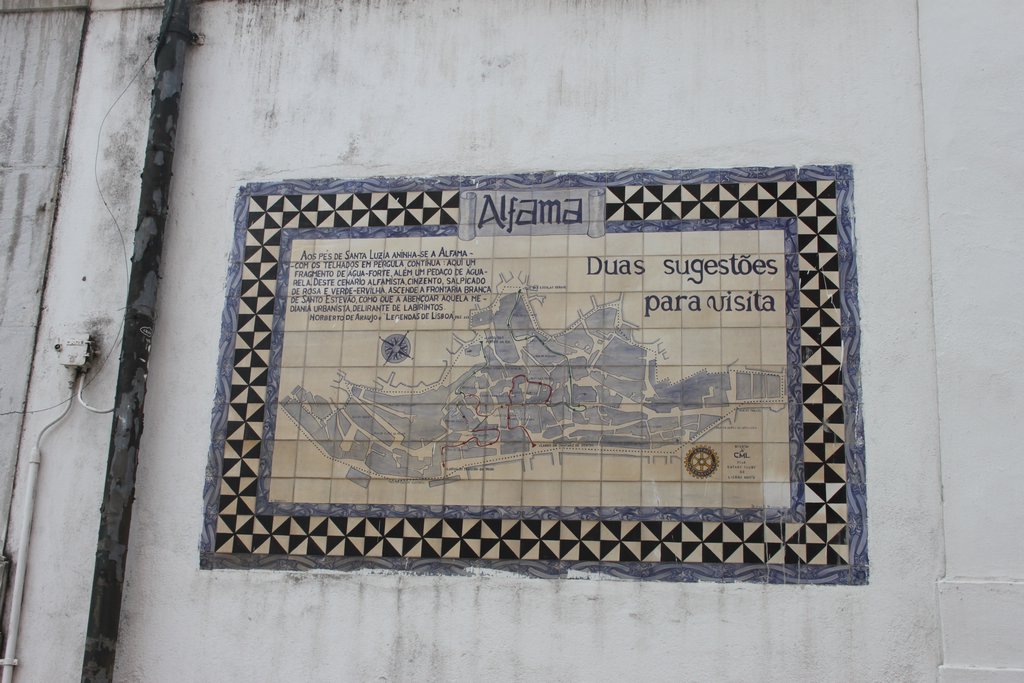 Alfama
AOS PES DE SANTA LUZIA ANINHA-SE A ALFAMA -
COM OS TELHADOS EM PÉRGULA CONTÍNUA: AQUI UM
FRAGMENTO DE ÁGUA-FORTE, ALÉM UM PEDAÇO DE AGUA-
RELA. DESTE CENÁRIO ALFAMISTA, CINZENTO, SALPICADO
DE ROSA E VERDE-ERVILHA, ASCENDE A FRONTARIA BRANCA
DE SANTO ESTEVÃO, COMO QUE A ABENÇOAR AQUELA ME-
DIANIA URBANISTA, DELIRANTE DE LABIRINTOS.
NORBERTO DE ARAUJO, "LEGENDAS DE LISBOA
Duas sugestões
para visita
CML